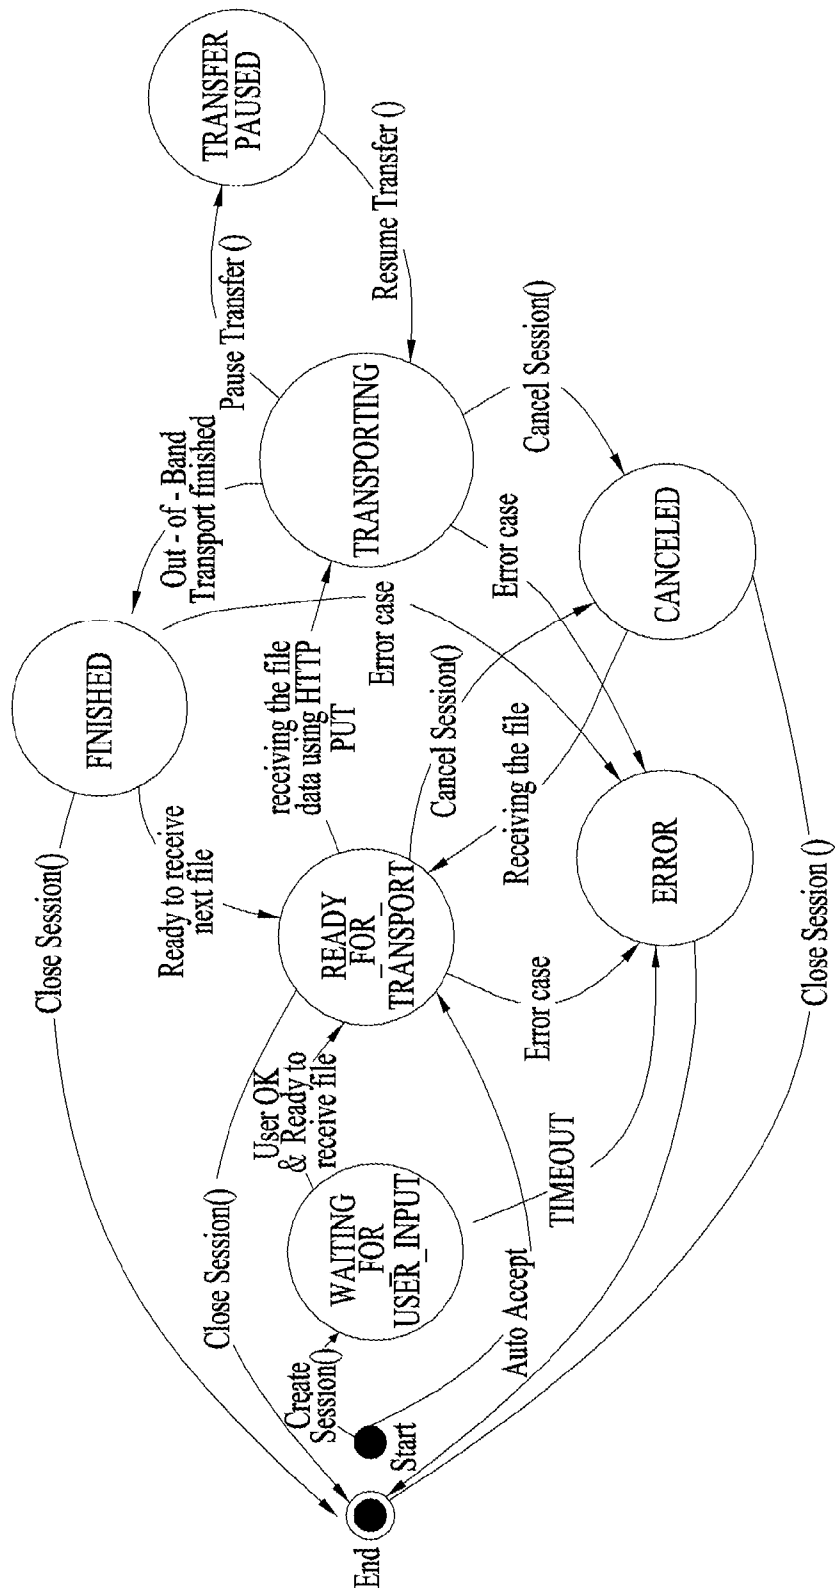 End
Start
Create
Session()
Close Session()
Close Session()
WAITING
FOR
USER_INPUT
User OK
& Ready to
receive file
Auto Accept
TIMEOUT
READY
FOR_
TRANSPORT
Ready to receive
next file
Error case
receiving the file
data using HTTP
PUT
Cancel Session()
Receiving the file
ERROR
Close Session ()
FINISHED
Error case
Out - of - Band
Transport finished
TRANSPORTING
Error case
Cancel Session()
CANCELED
Pause Transfer ()
Resume Transfer ()
TRANSFER
PAUSED